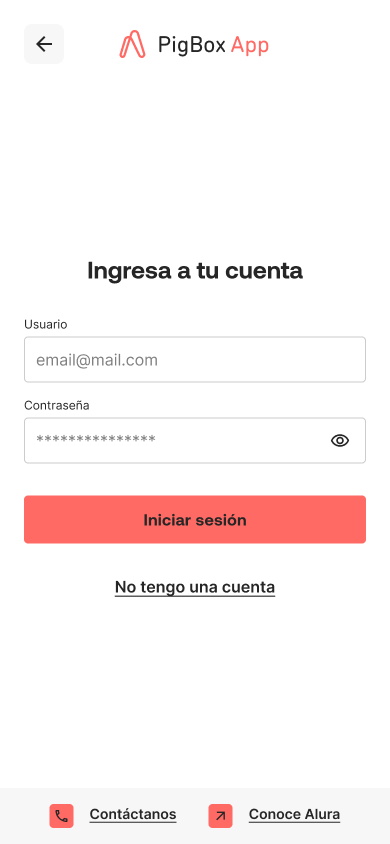 PigBox App
Ingresa a tu cuenta
Usuario
email@mail.com
Contraseña
***************
Iniciar sesión
No tengo una cuenta
Contáctanos
Conoce Alura